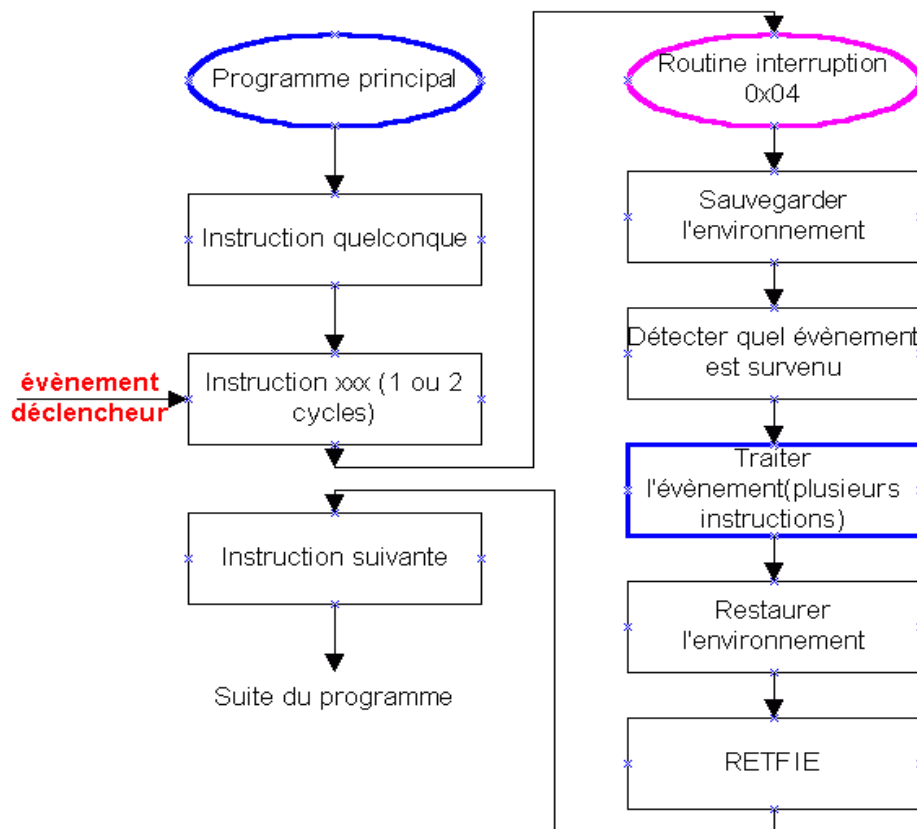 Programme principal
Instruction quelconque
évènement
déclencheur
Instruction xxx (1 ou 2
cycles)
Instruction suivante
Suite du programme
Routine interruption
0x04
Sauvegarder
l'environnement
Détecter quel évènement
est survenu
Traiter
l'évènement(plusieurs
instructions)
Restaurer
l'environnement
RETFIE